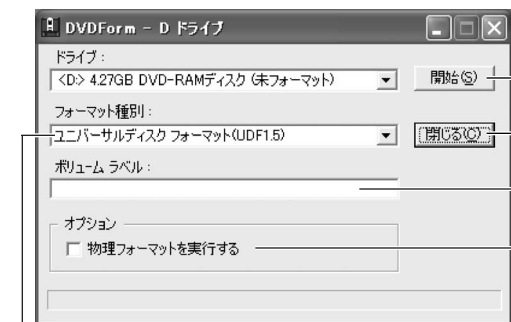 DVDForm - D ドライブ
ドライブ:
<D:> 4.27GB DVD-RAMディスク (未フォーマット)
開始(S)
フォーマット種別:
ユニバーサルディスク フォーマット(UDF1.5)
閉じる(C)
ボリューム ラベル:
オプション
物理フォーマットを実行する